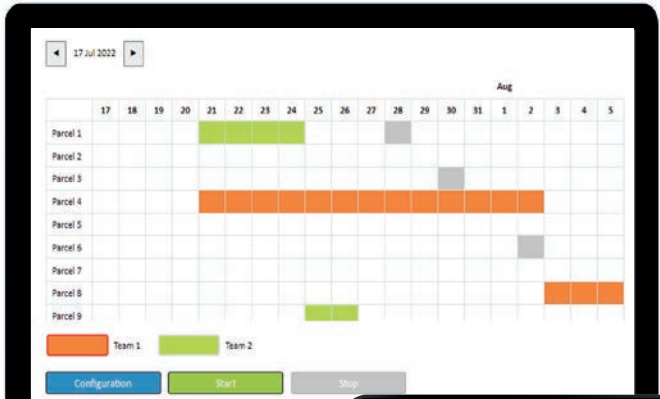 ◄ 17 Jul 2022 ►
Aug
17 18 19 20 21 22 23 24 25 26 27 28 29 30 31 1 2 3 4 5
Parcel 1
Parcel 2
Parcel 3
Parcel 4
Parcel 5
Parcel 6
Parcel 7
Parcel 8
Parcel 9
Team 1 Team 2
Configuration Start Stop